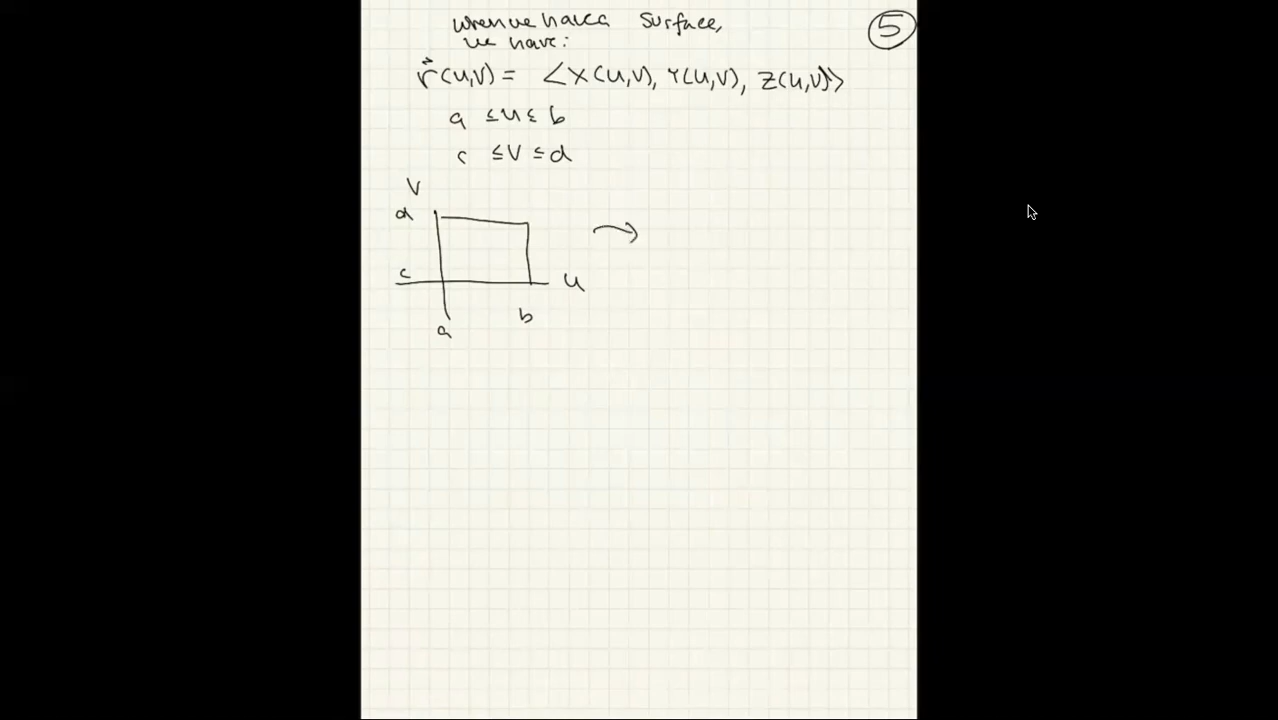 when we have a surface,
we have:
5
r⃗(u,v) = <x(u,v), y(u,v), z(u,v)>
a ≤ u ≤ b
c ≤ v ≤ d
v
d
c
u
b
a